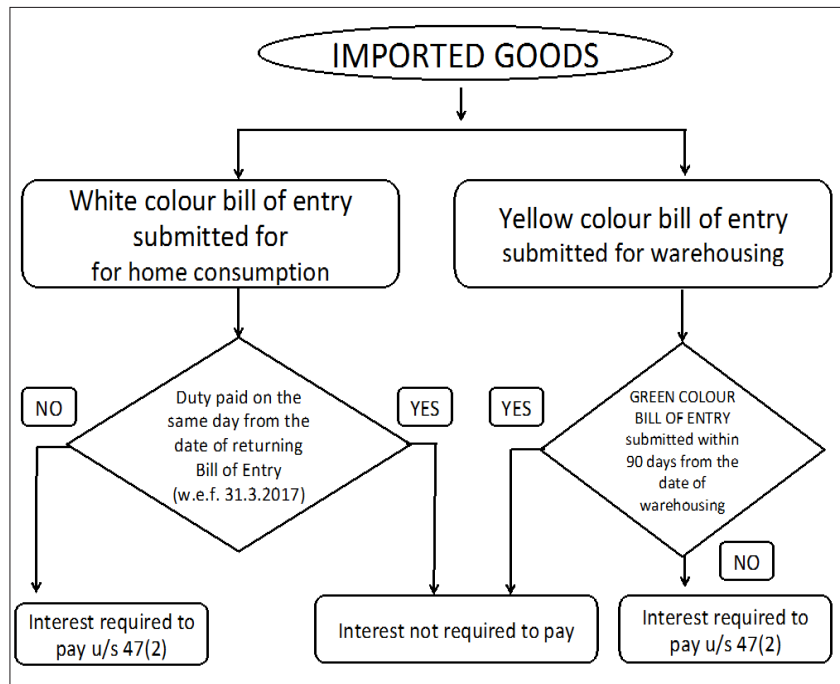 IMPORTED GOODS
White colour bill of entry
submitted for
for home consumption
Yellow colour bill of entry
submitted for warehousing
NO
Duty paid on the
same day from the
date of returning
Bill of Entry
(w.e.f. 31.3.2017)
YES
YES
GREEN COLOUR
BILL OF ENTRY
submitted within
90 days from the
date of
warehousing
NO
Interest required to
pay u/s 47(2)
Interest not required to pay
Interest required to
pay u/s 47(2)